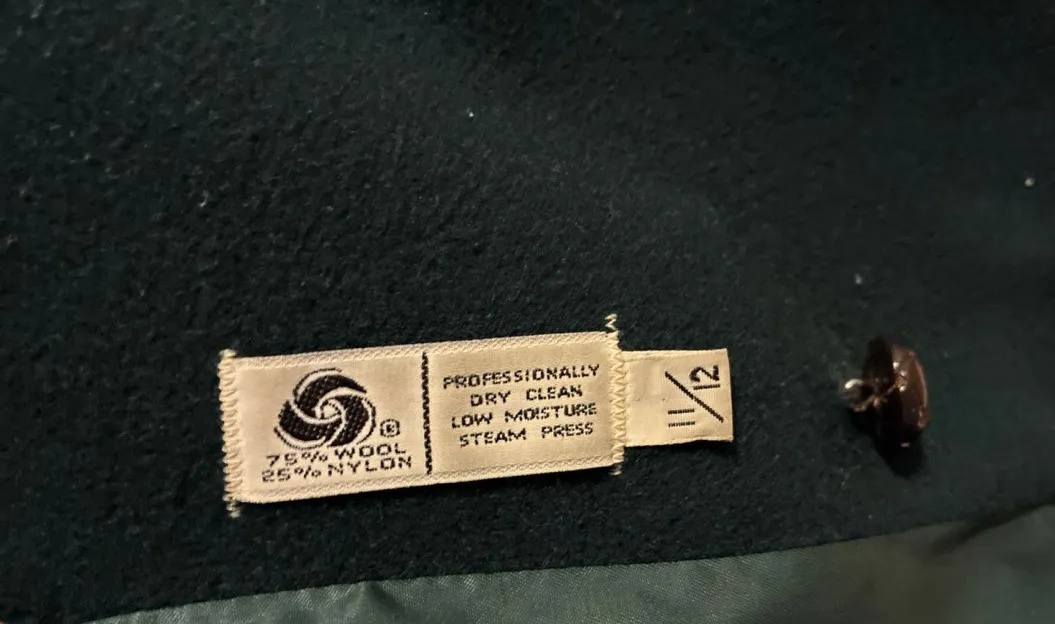 ®
75% WOOL
25% NYLON
PROFESSIONALLY
DRY CLEAN
LOW MOISTURE
STEAM PRESS
11/12